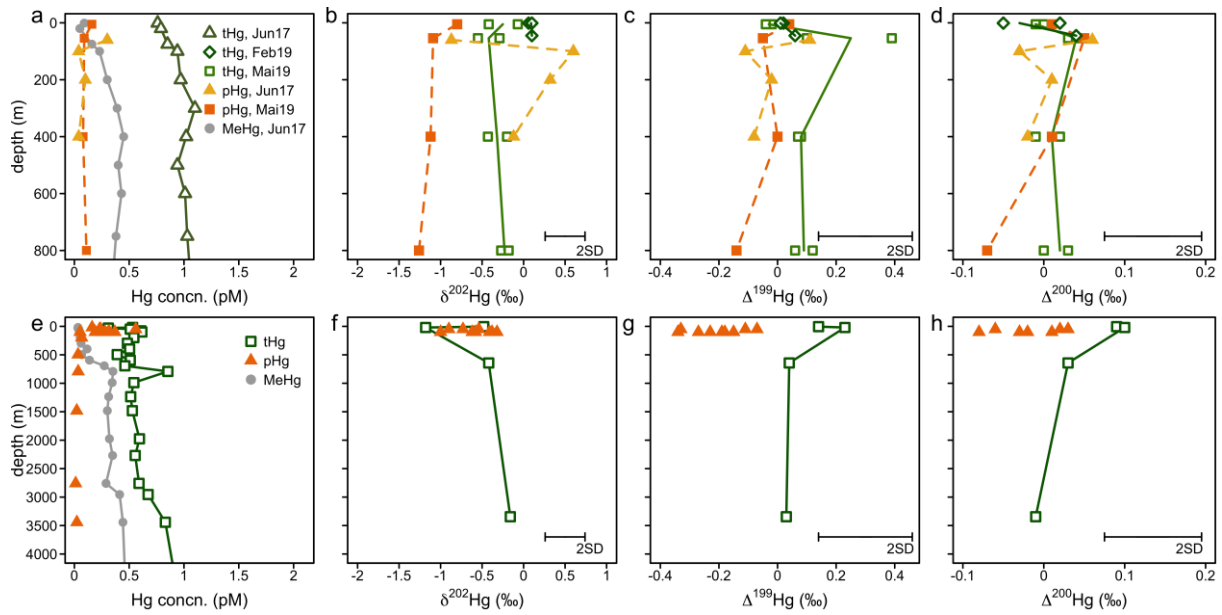 a b c d
tHg, Jun17
tHg, Feb19
tHg, Mai19
pHg, Jun17
pHg, Mai19
MeHg, Jun17
depth (m)
0
200
400
600
800
2SD 2SD 2SD
0 0.5 1 1.5 2
-2 -1.5 -1 -0.5 0 0.5 1
-0.4 -0.2 0 0.2 0.4
-0.1 0 0.1 0.2
Hg concn. (pM) δ²⁰²Hg (‰) Δ¹⁹⁹Hg (‰) Δ²⁰⁰Hg (‰)
e f g h
tHg
pHg
MeHg
depth (m)
0
500
1000
1500
2000
2500
3000
3500
4000
2SD 2SD 2SD
0 0.5 1 1.5 2
-2 -1.5 -1 -0.5 0 0.5 1
-0.4 -0.2 0 0.2 0.4
-0.1 0 0.1 0.2
Hg concn. (pM) δ²⁰²Hg (‰) Δ¹⁹⁹Hg (‰) Δ²⁰⁰Hg (‰)